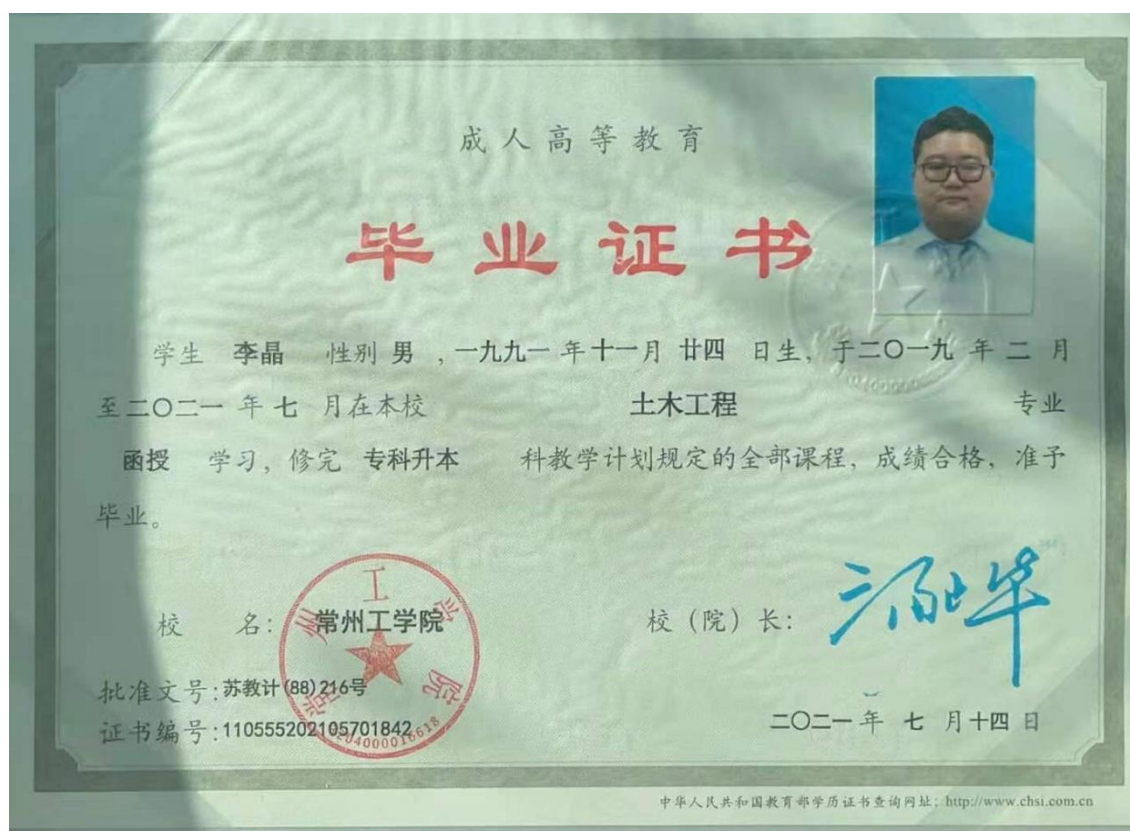 成人高等教育
毕业证书
学生 李晶 性别 男 , 一九九一 年 十一 月 廿四 日生, 于二〇一九 年 二 月
至二〇二一 年 七 月在本校 土木工程 专业
函授 学习, 修完 专科升本 科教学计划规定的全部课程, 成绩合格, 准予
毕业。
校 名: 常州工学院
常州工学院
校（院）长:
批准文号: 苏教计(88)216号
证书编号: 110555202105701842
二〇二一 年 七 月十四 日
中华人民共和国教育部学历证书查询网址: http://www.chsi.com.cn